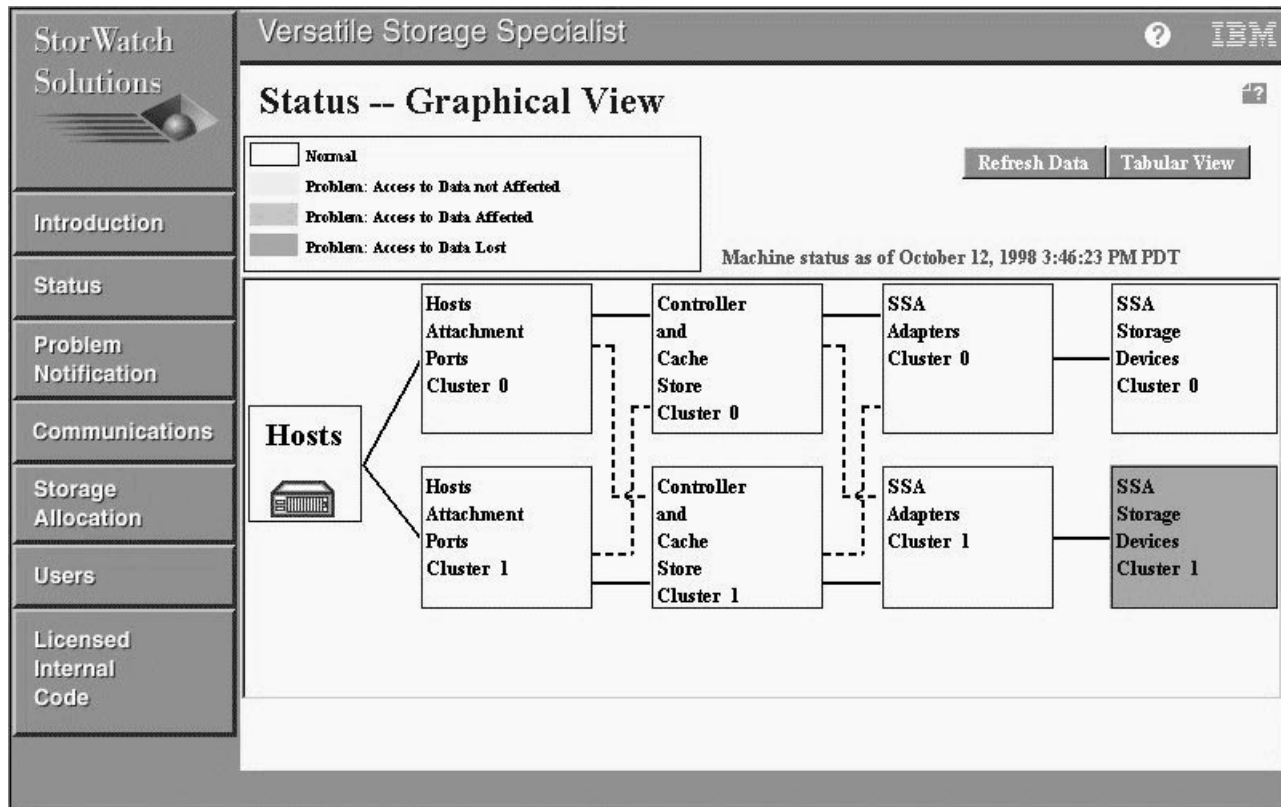 StorWatch
Solutions
Versatile Storage Specialist
?
IBM
Status -- Graphical View
?
Normal
Problem: Access to Data not Affected
Problem: Access to Data Affected
Problem: Access to Data Lost
Refresh Data
Tabular View
Machine status as of October 12, 1998 3:46:23 PM PDT
Introduction
Status
Problem
Notification
Communications
Storage
Allocation
Users
Licensed
Internal
Code
Hosts
Hosts
Attachment
Ports
Cluster 0
Controller
and
Cache
Store
Cluster 0
SSA
Adapters
Cluster 0
SSA
Storage
Devices
Cluster 0
Hosts
Attachment
Ports
Cluster 1
Controller
and
Cache
Store
Cluster 1
SSA
Adapters
Cluster 1
SSA
Storage
Devices
Cluster 1